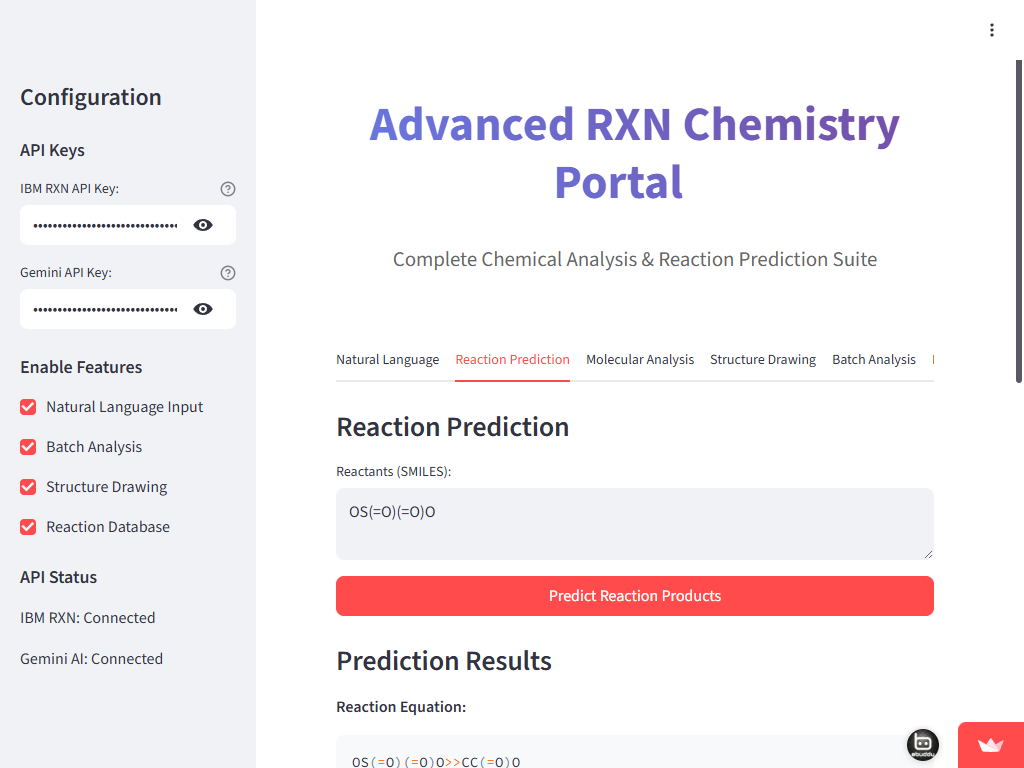 Configuration
API Keys
IBM RXN API Key:
••••••••••••••••••••••••••••••
Gemini API Key:
••••••••••••••••••••••••••••••
Enable Features
Natural Language Input
Batch Analysis
Structure Drawing
Reaction Database
API Status
IBM RXN: Connected
Gemini AI: Connected
Advanced RXN Chemistry
Portal
Complete Chemical Analysis & Reaction Prediction Suite
Natural Language Reaction Prediction Molecular Analysis Structure Drawing Batch Analysis
Reaction Prediction
Reactants (SMILES):
OS(=O)(=O)O
Predict Reaction Products
Prediction Results
Reaction Equation:
OS(=O)(=O)O>>CC(=O)O